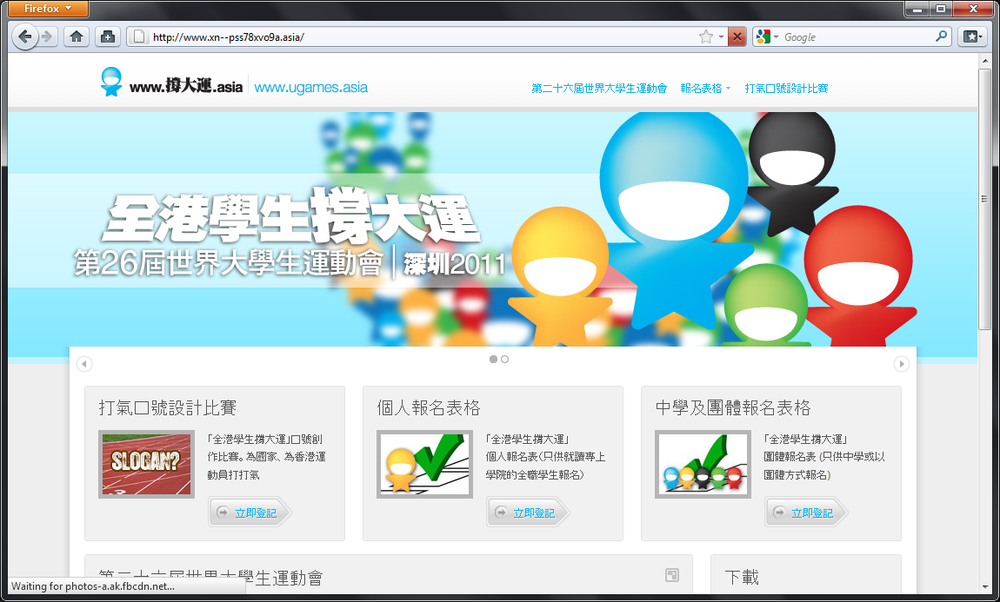 Firefox
http://www.xn--pss78xvo9a.asia/
Google
www.撐大運.asia
www.ugames.asia
第二十六屆世界大學生運動會
報名表格
打氣口號設計比賽
全港學生撐大運
第26屆世界大學生運動會|深圳2011
打氣口號設計比賽
SLOGAN?
「全港學生撐大運」口號創
作比賽。為國家、為香港運
動員打打氣
立即登記
個人報名表格
「全港學生撐大運」
個人報名表(只供就讀專上
學院的全職學生報名)
立即登記
中學及團體報名表格
「全港學生撐大運」
團體報名表 (只供中學或以
團體方式報名)
立即登記
第二十六屆世界大學生運動會
下載
Waiting for photos-a.ak.fbcdn.net...